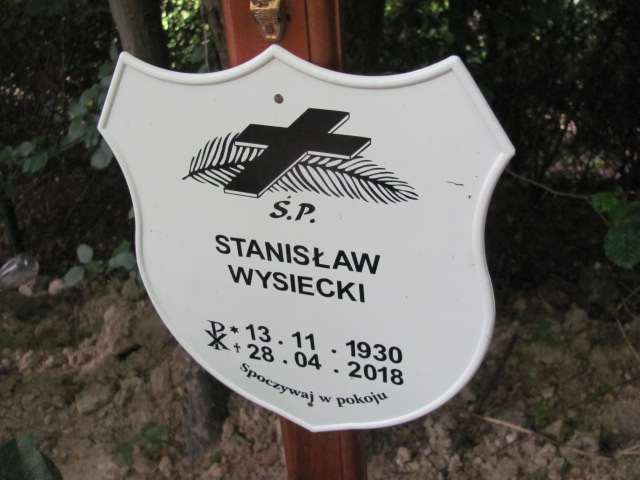 Ś.P.
STANISŁAW
WYSIECKI
* 13 . 11 . 1930
† 28 . 04 . 2018
Spoczywaj w pokoju